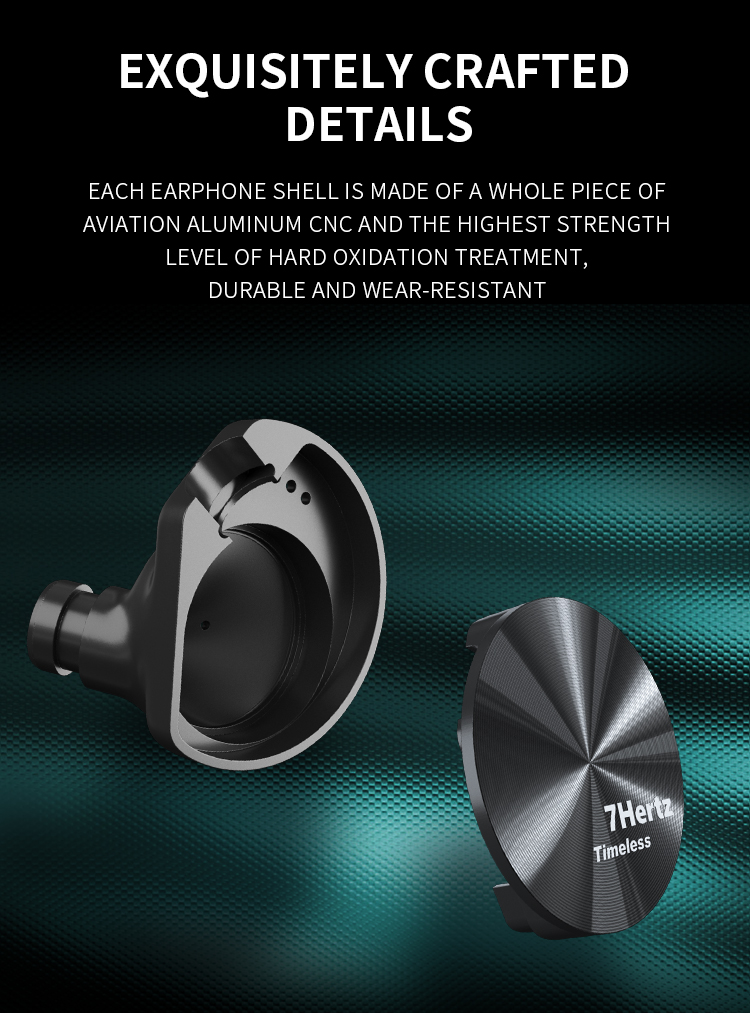 EXQUISITELY CRAFTED
DETAILS
EACH EARPHONE SHELL IS MADE OF A WHOLE PIECE OF
AVIATION ALUMINUM CNC AND THE HIGHEST STRENGTH
LEVEL OF HARD OXIDATION TREATMENT,
DURABLE AND WEAR-RESISTANT
7Hertz
Timeless